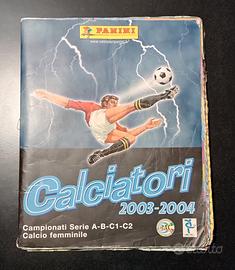 PANINI
Calciatori
2003-2004
Campionati Serie A-B-C1-C2
Calcio femminile